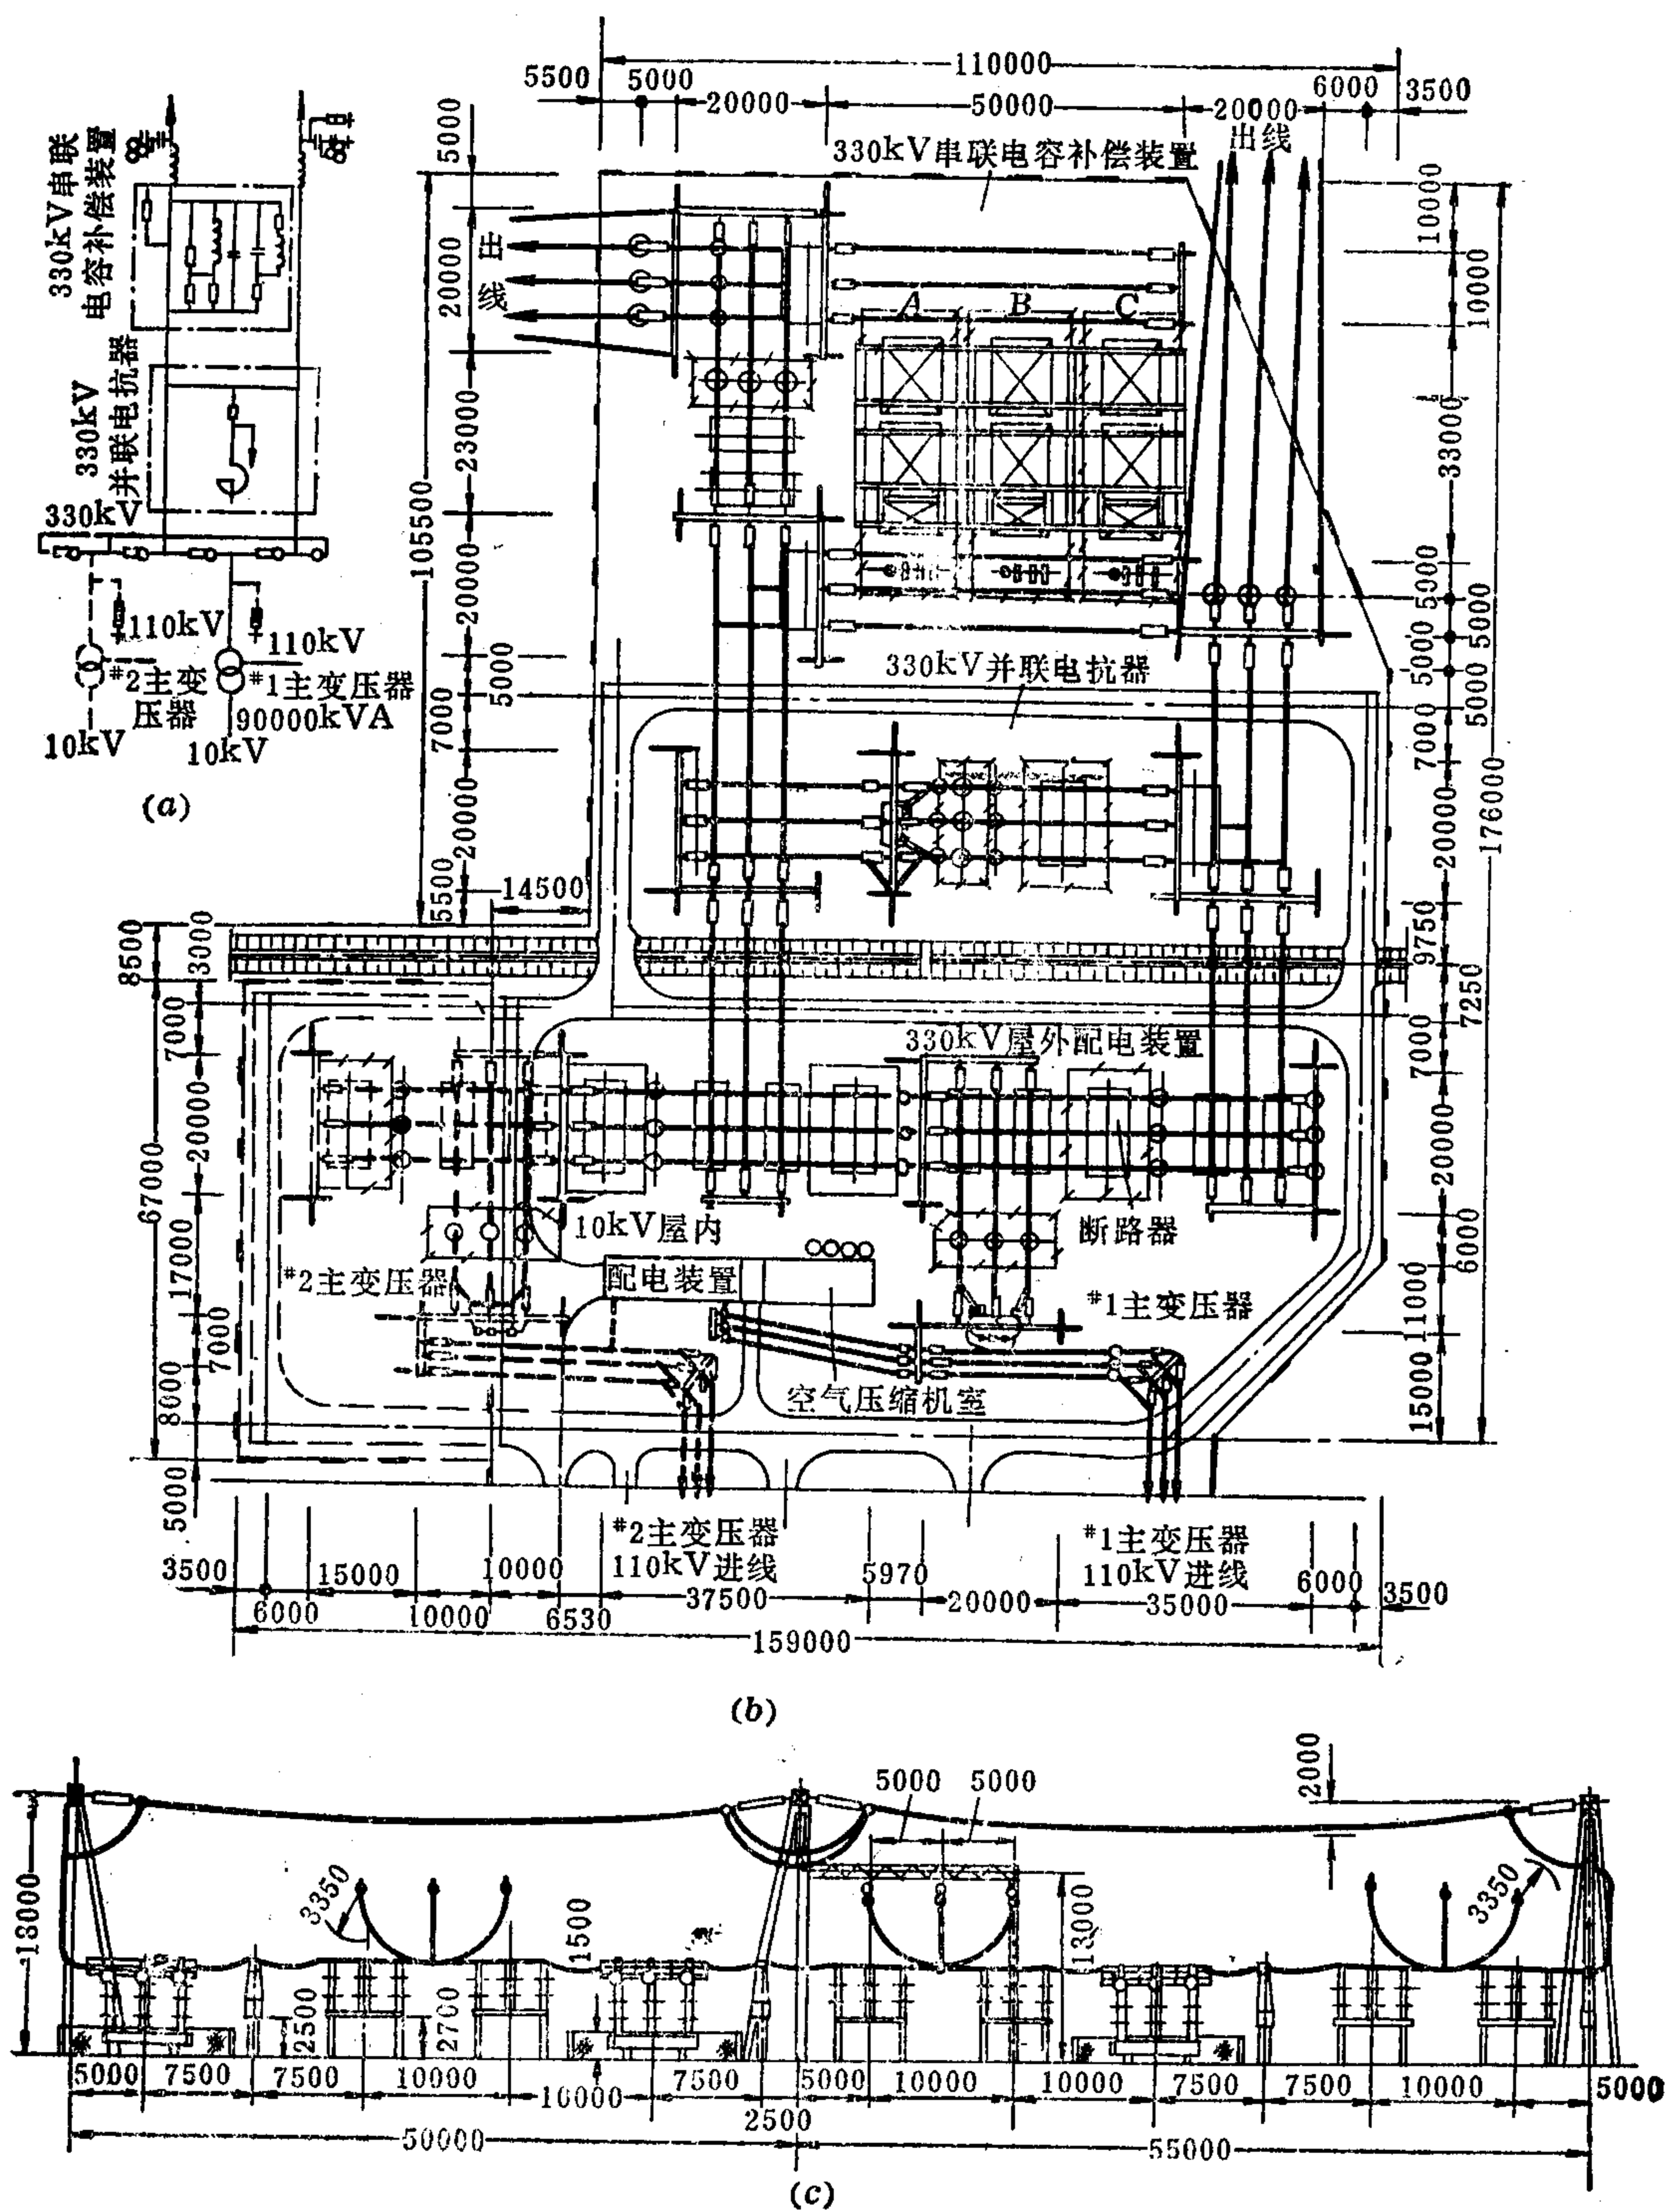 110000
5500
5000
20000
50000
20000
6000
3500
出线
330kV串联电容补偿装置
330kV串联
电容补偿装置
330kV
并联电抗器
330kV
110kV
110kV
#2主变
压器
#1主变压器
90000kVA
10kV
10kV
(a)
5000
20000
23000
20000
5000
7000
20000
5500
105500
14500
出
线
A
B
C
330kV并联电抗器
10000
10000
33000
5000
5000
5000
5000
7000
20000
9750
7250
7000
20000
6000
11000
15000
176000
8500
3000
7000
20000
17000
7000
8000
5000
67000
330kV屋外配电装置
10kV屋内
配电装置
断路器
#2主变压器
#1主变压器
空气压缩机室
#2主变压器
110kV进线
#1主变压器
110kV进线
3500
6000
15000
10000
10000
6530
37500
5970
20000
35000
6000
3500
159000
(b)
18000
3350
1500
2500
2700
5000
5000
13000
2000
3350
5000
7500
7500
10000
10000
7500
2500
5000
10000
10000
7500
7500
10000
5000
50000
55000
(c)